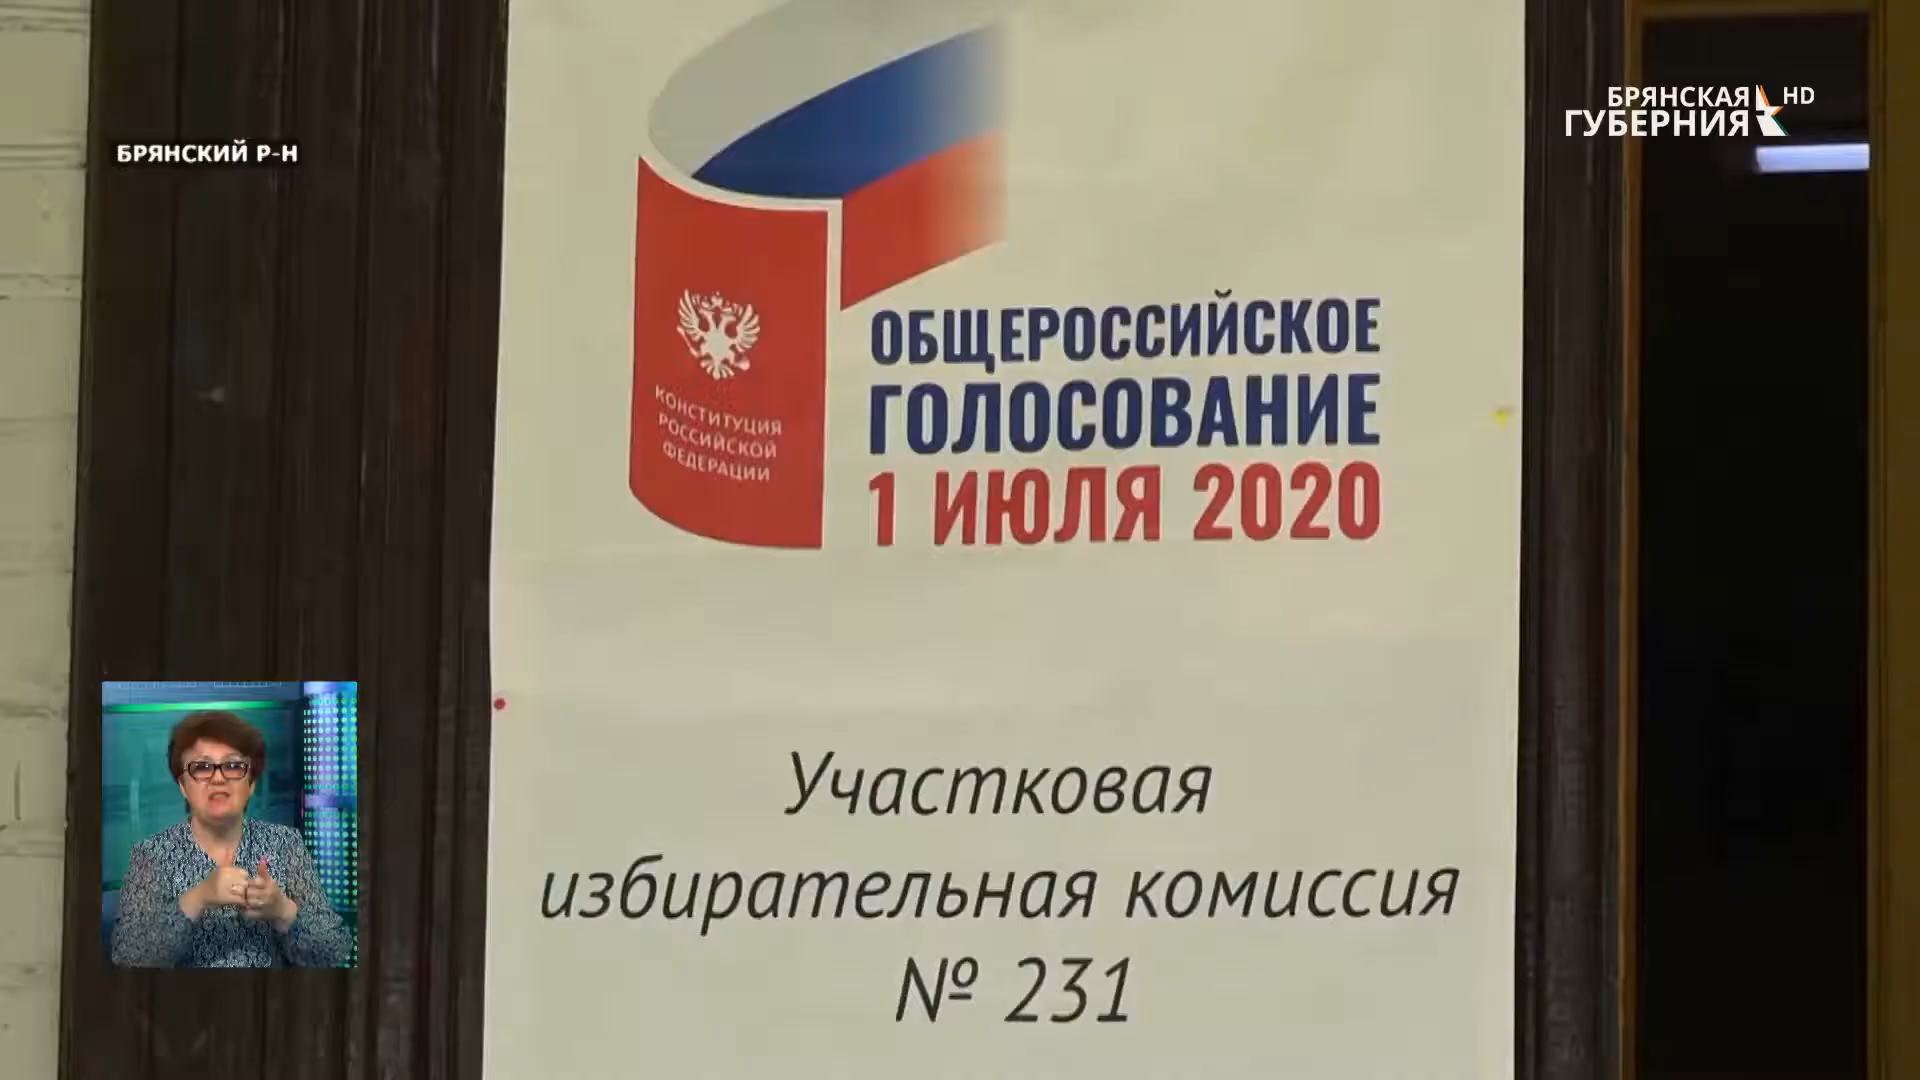 БРЯНСКАЯ HD
ГУБЕРНИЯ
БРЯНСКИЙ Р-Н
КОНСТИТУЦИЯ
РОССИЙСКОЙ
ФЕДЕРАЦИИ
ОБЩЕРОССИЙСКОЕ
ГОЛОСОВАНИЕ
1 ИЮЛЯ 2020
Участковая
избирательная комиссия
№ 231